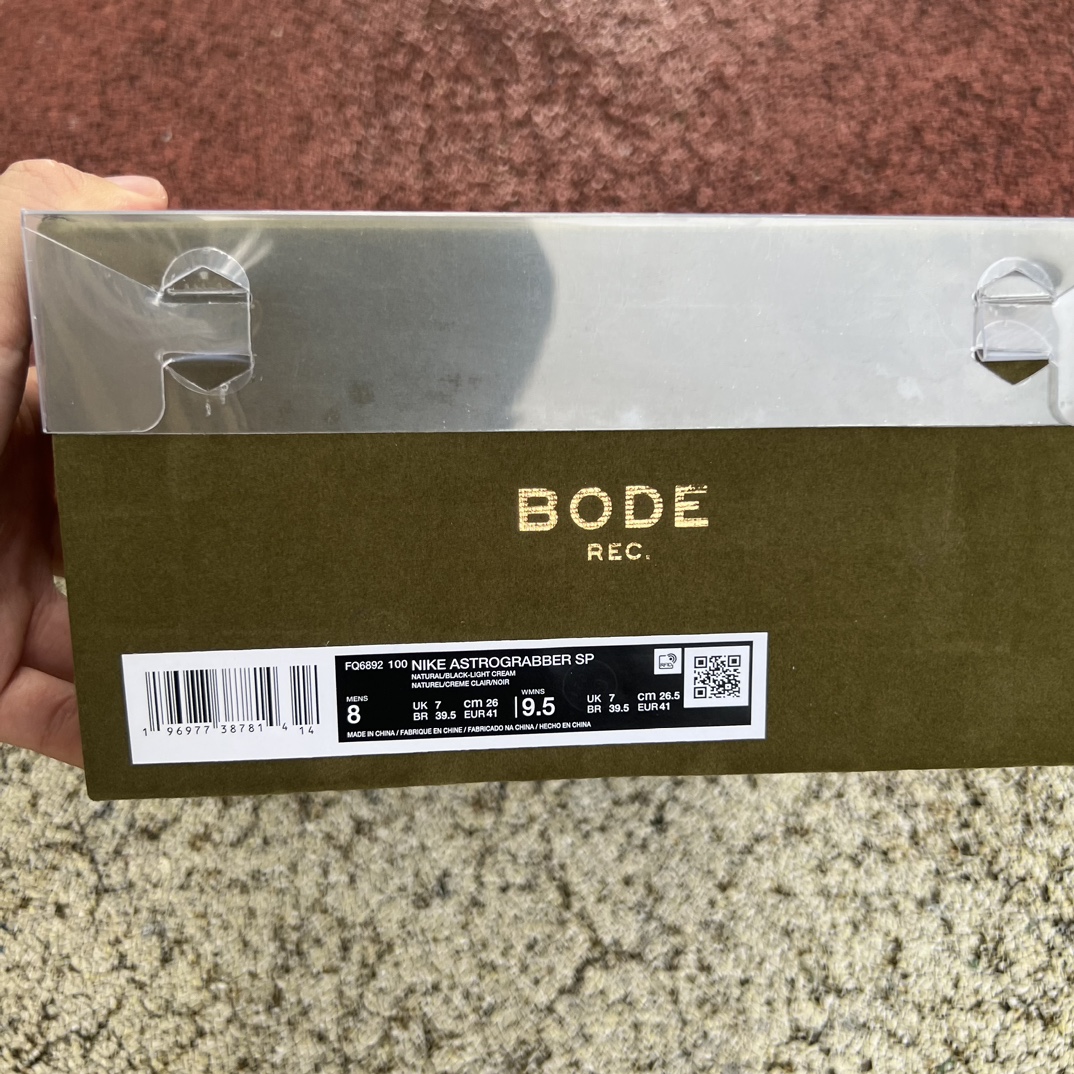 BODE
REC.
FQ6892 100 NIKE ASTROGRABBER SP
NATURAL/BLACK-LIGHT CREAM
NATUREL/CREME CLAIR/NOIR
MENS
8
UK 7 cm 26
BR 39.5 EUR 41
WMNS
9.5
UK 7 cm 26.5
BR 39.5 EUR 41
MADE IN CHINA / FABRIQUE EN CHINE / FABRICADO NA CHINA / HECHO EN CHINA
1 96977 38781 4 14